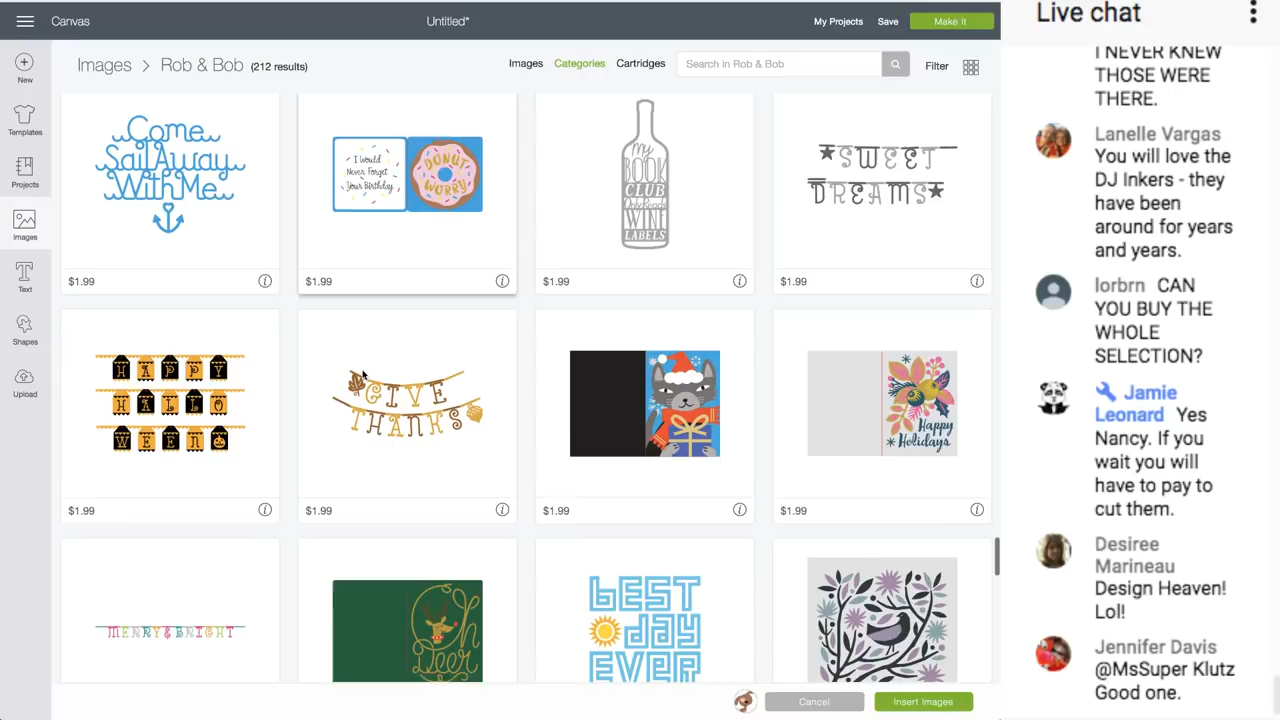 Canvas
Untitled*
My Projects
Save
Make It
New
Templates
Projects
Images
Text
Shapes
Upload
Images > Rob & Bob (212 results)
Images
Categories
Cartridges
Search in Rob & Bob
Filter
Come
Sail Away
With Me
$1.99
I Would
Never Forget
Your Birthday
DONUT
WORRY
$1.99
My
BOOK
CLUB
Only Reads
WINE
LABELS
$1.99
SWEET
DREAMS
$1.99
HAPPY
HALLO
WEEN
$1.99
GIVE
THANKS
$1.99
$1.99
Happy
Holidays
$1.99
MERRY & BRIGHT
Oh
Deer
BEST
DAY
EVER
Cancel
Insert Images
Live chat
I NEVER KNEW
THOSE WERE
THERE.
Lanelle Vargas
You will love the
DJ Inkers - they
have been
around for years
and years.
lorbrn CAN
YOU BUY THE
WHOLE
SELECTION?
Jamie
Leonard Yes
Nancy. If you
wait you will
have to pay to
cut them.
Desiree
Marineau
Design Heaven!
Lol!
Jennifer Davis
@MsSuper Klutz
Good one.